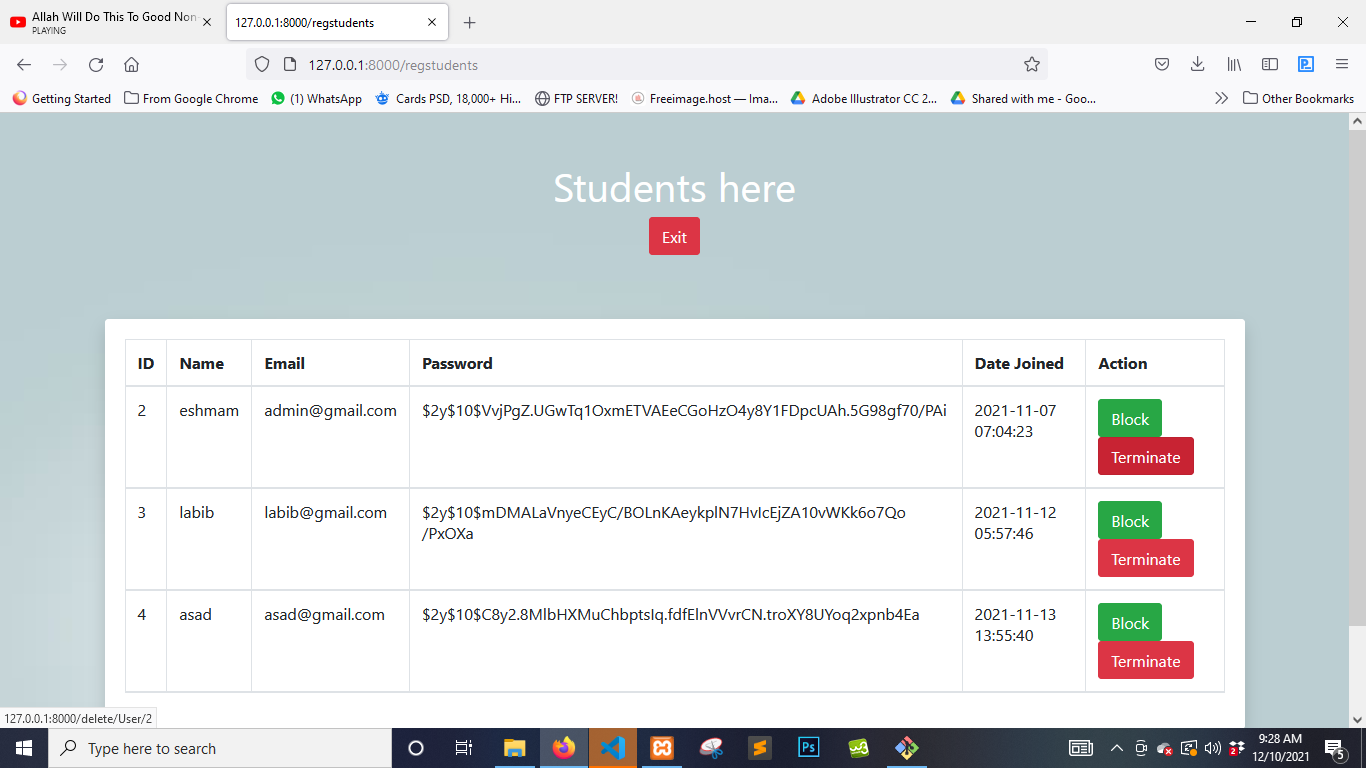 Allah Will Do This To Good Non-
PLAYING
127.0.0.1:8000/regstudents
127.0.0.1:8000/regstudents
Getting Started From Google Chrome (1) WhatsApp Cards PSD, 18,000+ Hi... FTP SERVER! Freeimage.host — Ima... Adobe Illustrator CC 2... Shared with me - Goo... Other Bookmarks
Students here
Exit
ID Name Email Password Date Joined Action
2 eshmam admin@gmail.com $2y$10$VvjPgZ.UGwTq1OxmETVAEeCGoHzO4y8Y1FDpcUAh.5G98gf70/PAi 2021-11-07 Block
07:04:23
Terminate
3 labib labib@gmail.com $2y$10$mDMALaVnyeCEyC/BOLnKAeykplN7HvIcEjZA10vWKk6o7Qo 2021-11-12 Block
/PxOXa 05:57:46
Terminate
4 asad asad@gmail.com $2y$10$C8y2.8MlbHXMuChbptsIq.fdfElnVVvrCN.troXY8UYoq2xpnb4Ea 2021-11-13 Block
13:55:40
Terminate
127.0.0.1:8000/delete/User/2
Type here to search
9:28 AM
12/10/2021
2
5